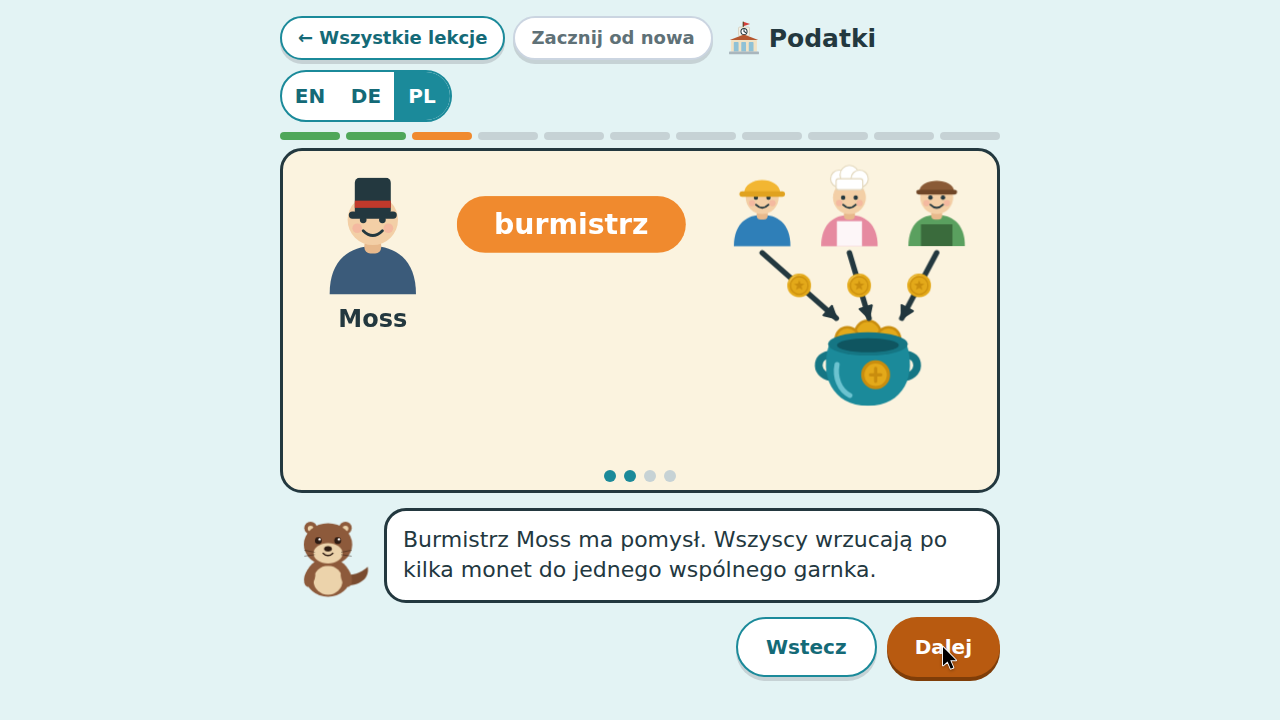 ← Wszystkie lekcje
Zacznij od nowa
Podatki
EN DE PL
burmistrz
Moss
Burmistrz Moss ma pomysł. Wszyscy wrzucają po
kilka monet do jednego wspólnego garnka.
Wstecz
Dalej